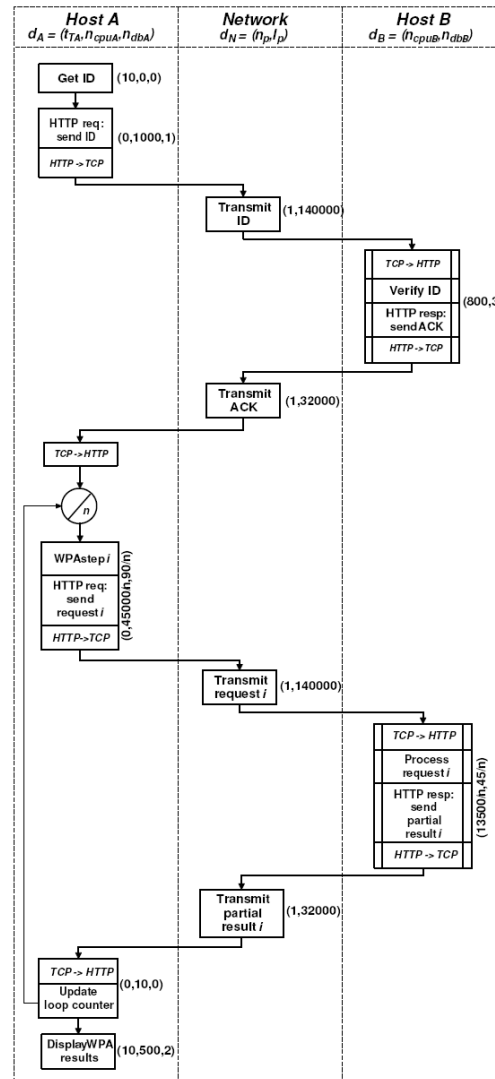 Host A
d_A = (t_TA,n_cpuA,n_dbA)
Network
d_N = (n_p,l_p)
Host B
d_B = (n_cpuB,n_dbB)
Get ID
(10,0,0)
HTTP req:
send ID
(0,1000,1)
HTTP->TCP
Transmit
ID
(1,140000)
TCP -> HTTP
Verify ID
HTTP resp:
sendACK
(800,3
HTTP->TCP
Transmit
ACK
(1,32000)
TCP->HTTP
n
WPAstep i
HTTP req:
send
request i
HTTP->TCP
(0,45000/n,90/n)
Transmit
request i
(1,140000)
TCP -> HTTP
Process
request i
HTTP resp:
send
partial
result i
HTTP -> TCP
(13500/n,45/n)
Transmit
partial
result i
(1,32000)
TCP -> HTTP
Update
loop counter
(0,10,0)
DisplayWPA
results
(10,500,2)